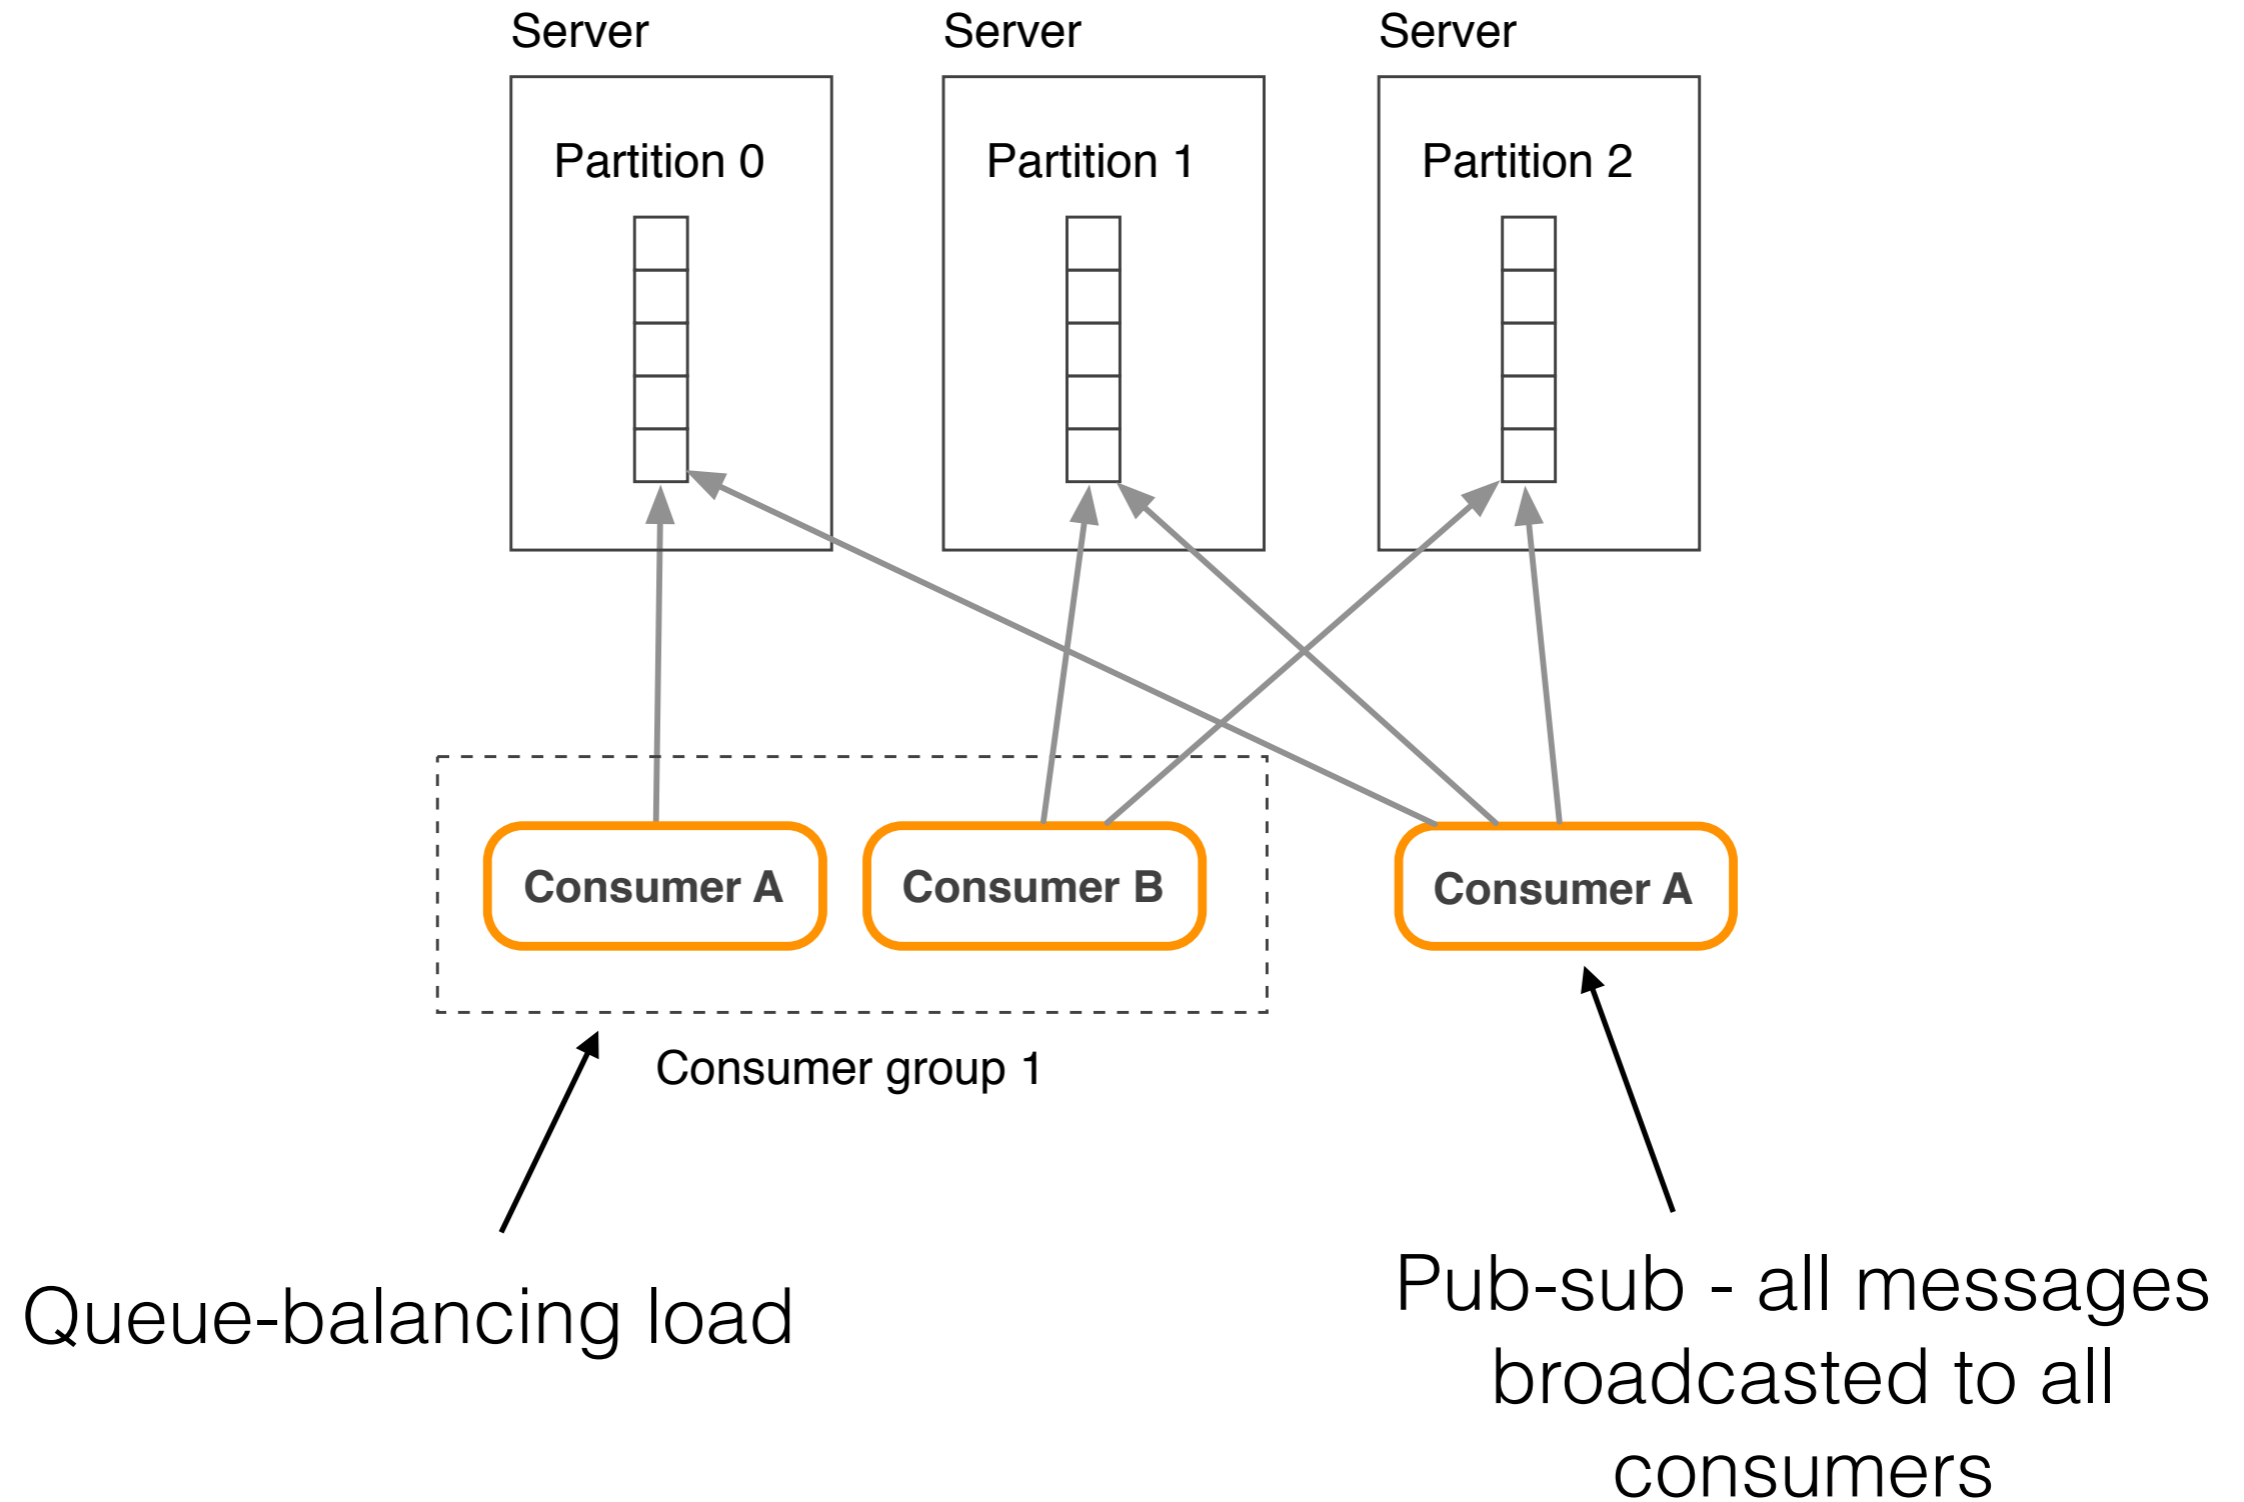 Server
Server
Server
Partition 0
Partition 1
Partition 2
Consumer A
Consumer B
Consumer A
Consumer group 1
Queue-balancing load
Pub-sub - all messages
broadcasted to all
consumers